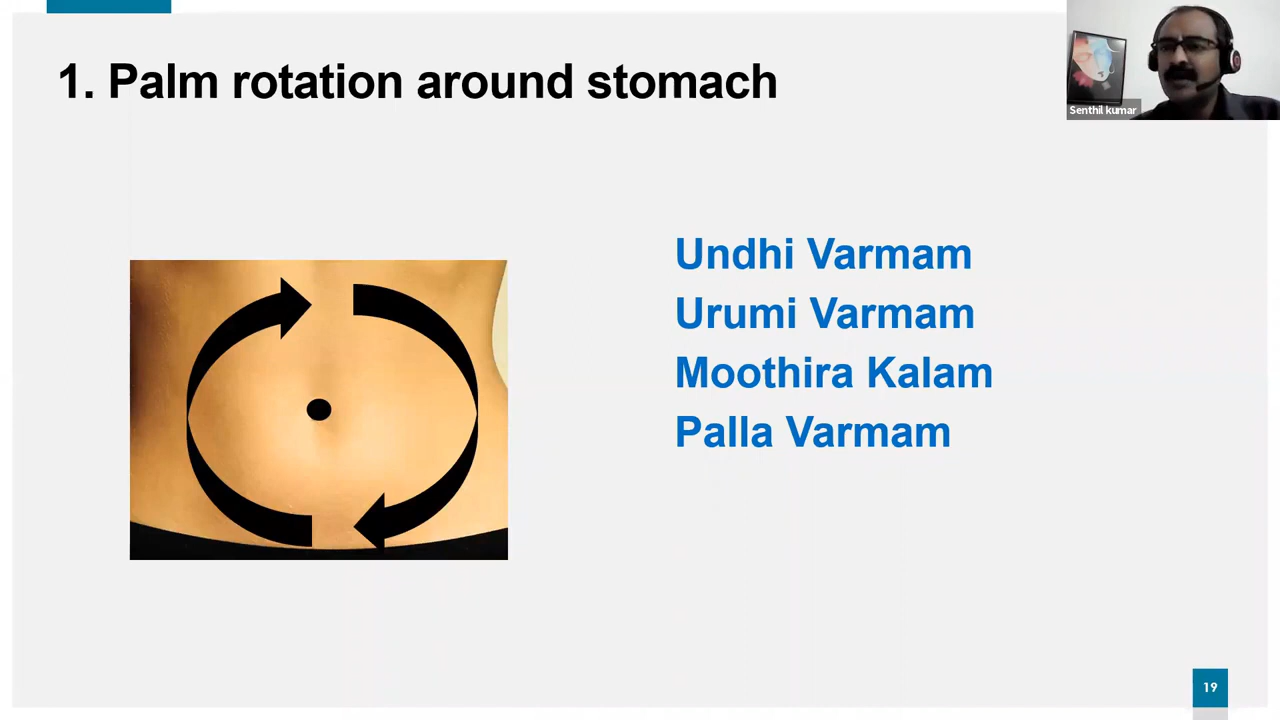 1. Palm rotation around stomach
Senthil kumar
Undhi Varmam
Urumi Varmam
Moothira Kalam
Palla Varmam
19